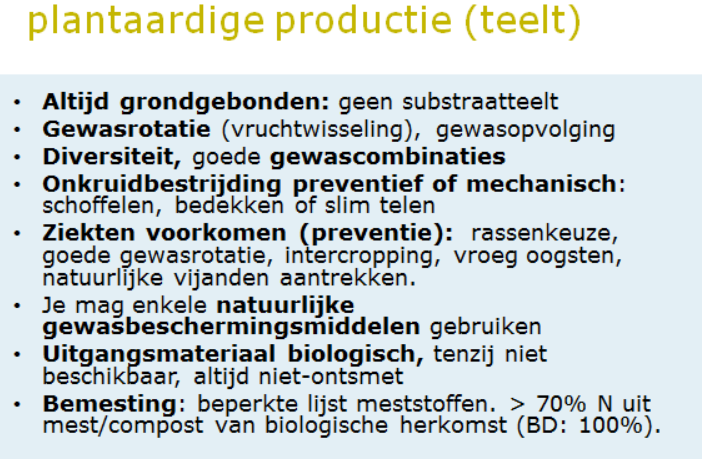 plantaardige productie (teelt)
• Altijd grondgebonden: geen substraatteelt
• Gewasrotatie (vruchtwisseling), gewasopvolging
• Diversiteit, goede gewascombinaties
• Onkruidbestrijding preventief of mechanisch:
schoffelen, bedekken of slim telen
• Ziekten voorkomen (preventie): rassenkeuze,
goede gewasrotatie, intercropping, vroeg oogsten,
natuurlijke vijanden aantrekken.
• Je mag enkele natuurlijke
gewasbeschermingsmiddelen gebruiken
• Uitgangsmateriaal biologisch, tenzij niet
beschikbaar, altijd niet-ontsmet
• Bemesting: beperkte lijst meststoffen. > 70% N uit
mest/compost van biologische herkomst (BD: 100%).